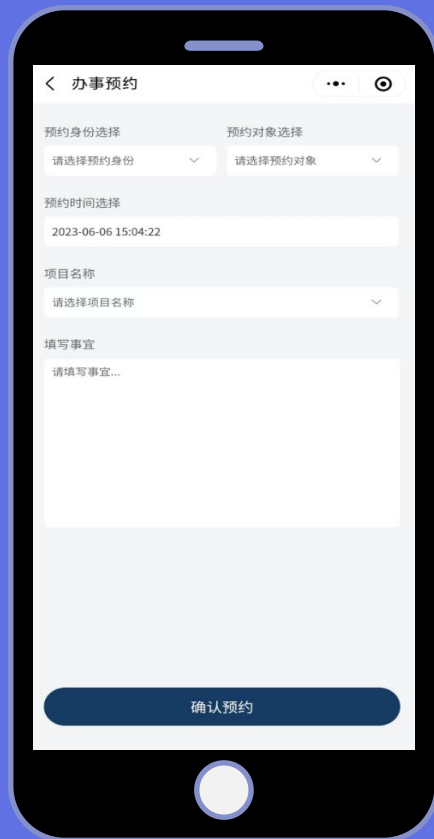 办事预约
预约身份选择 预约对象选择
请选择预约身份 请选择预约对象
预约时间选择
2023-06-06 15:04:22
项目名称
请选择项目名称
填写事宜
请填写事宜...
确认预约